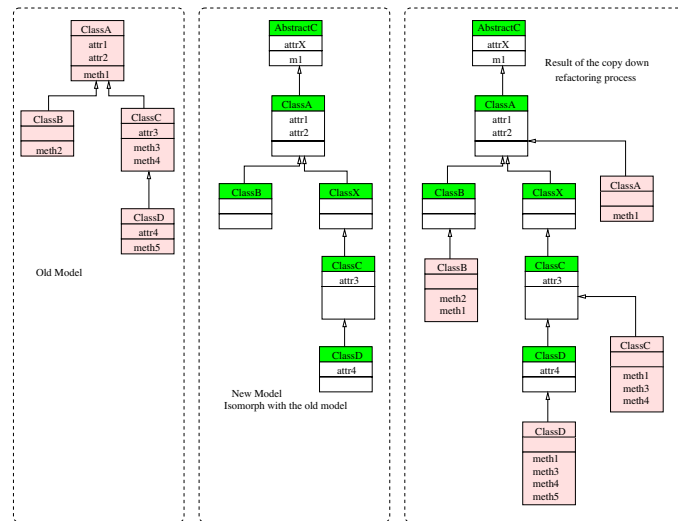 ClassA
attr1
attr2
meth1
ClassB
meth2
ClassC
attr3
meth3
meth4
ClassD
attr4
meth5
Old Model
AbstractC
attrX
m1
ClassA
attr1
attr2
ClassB
ClassX
ClassC
attr3
ClassD
attr4
New Model
Isomorph with the old model
AbstractC
attrX
m1
Result of the copy down
refactoring process
ClassA
attr1
attr2
ClassA
meth1
ClassB
ClassX
ClassB
meth2
meth1
ClassC
attr3
ClassC
meth1
meth3
meth4
ClassD
attr4
ClassD
meth1
meth3
meth4
meth5